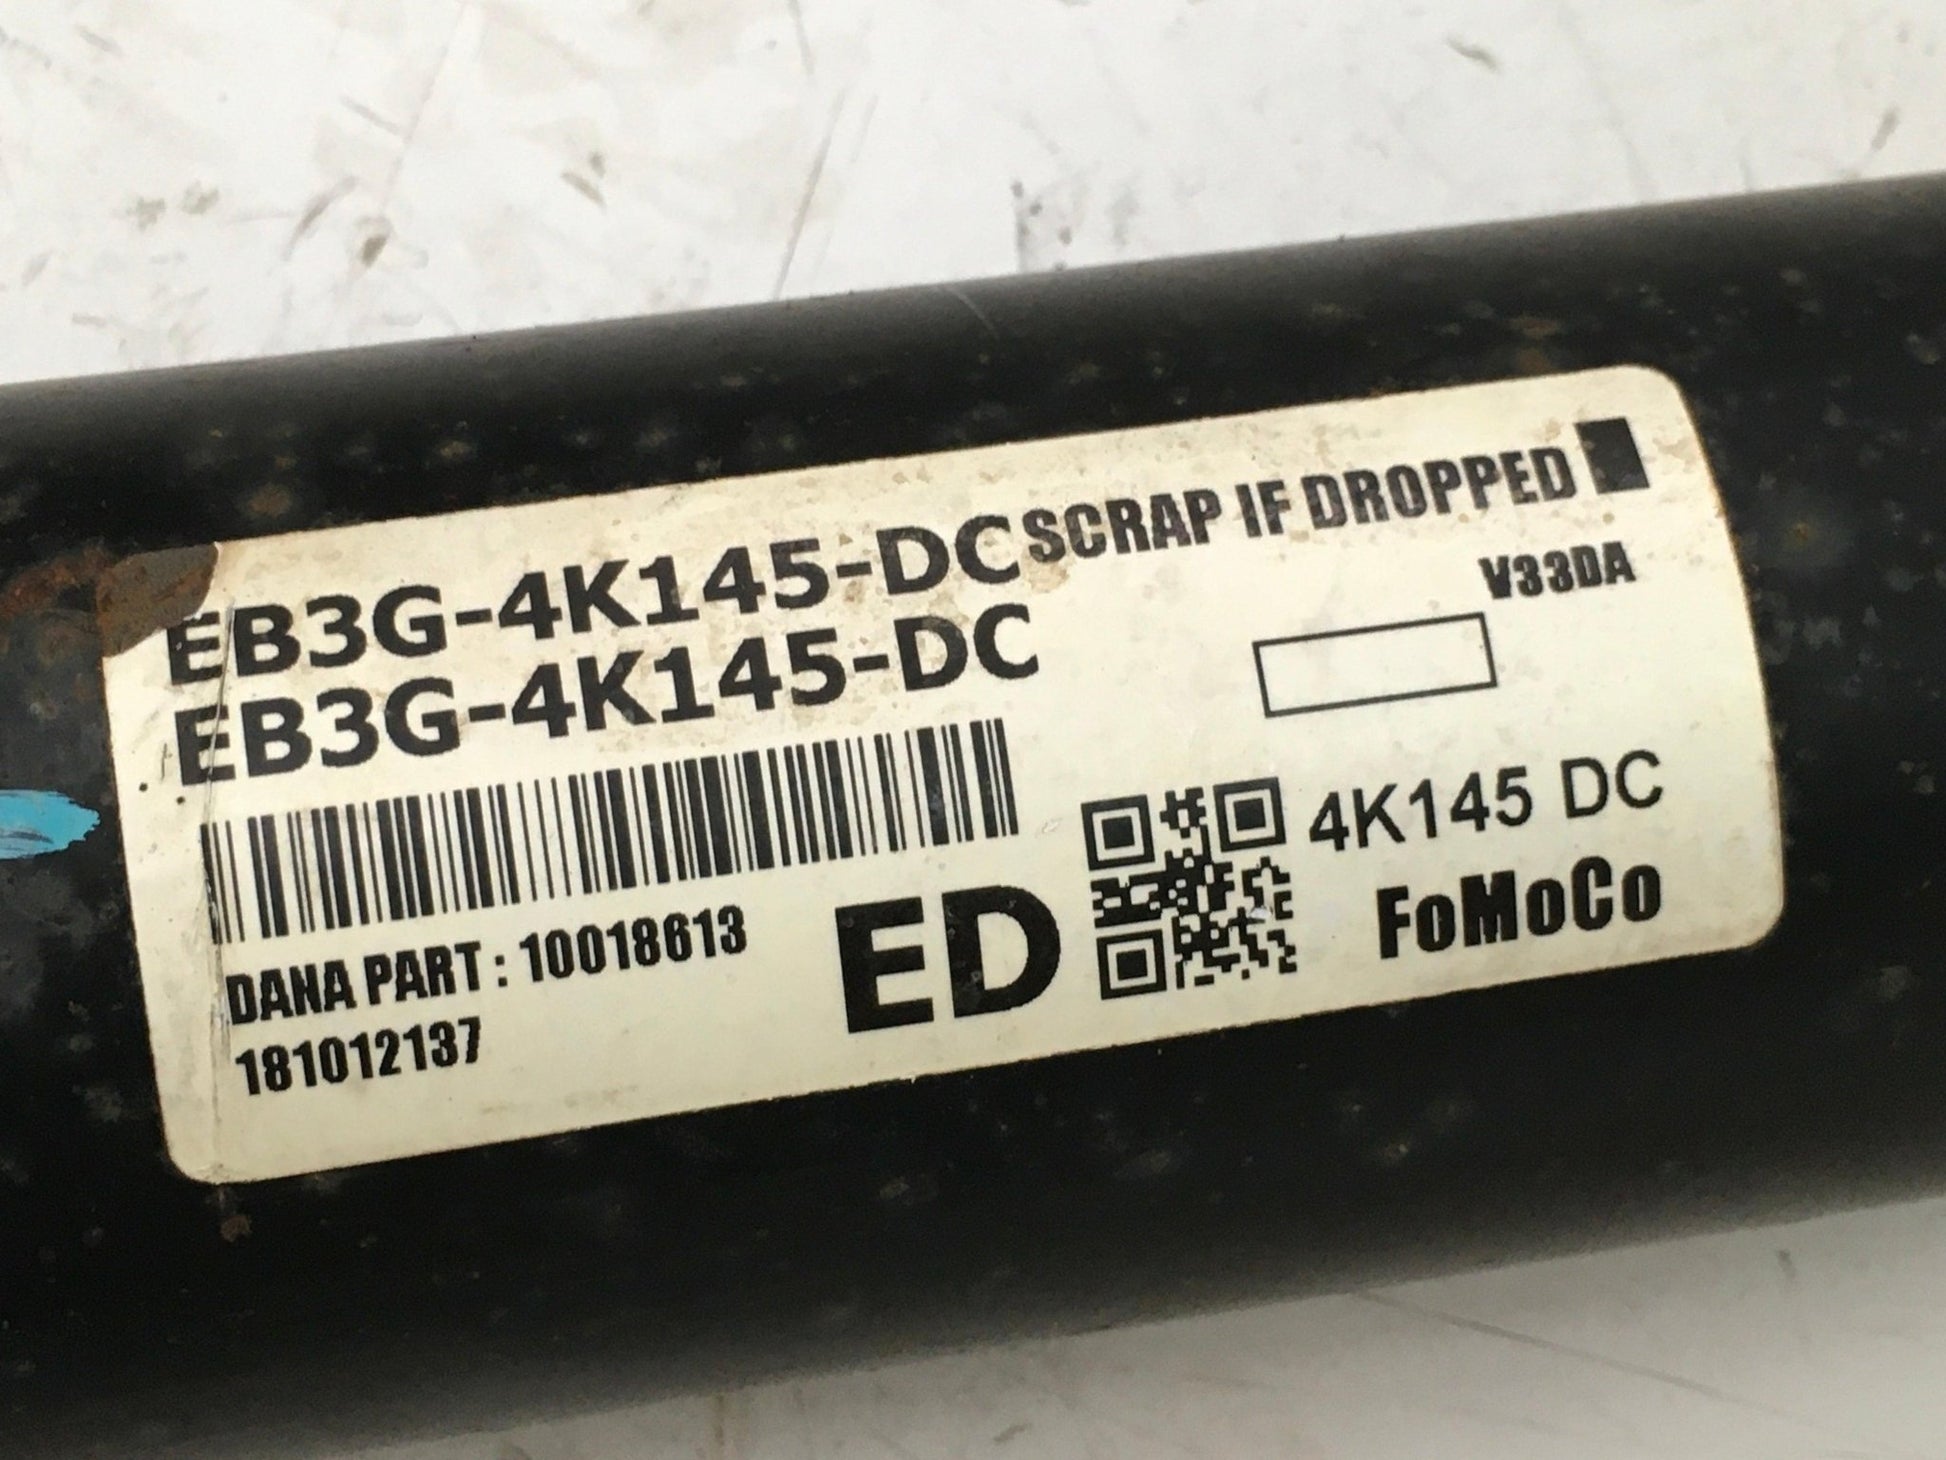 EB3G-4K145-DC SCRAP IF DROPPED
EB3G-4K145-DC
V33DA
4K145 DC
FoMoCo
ED
DANA PART : 10018613
181012137